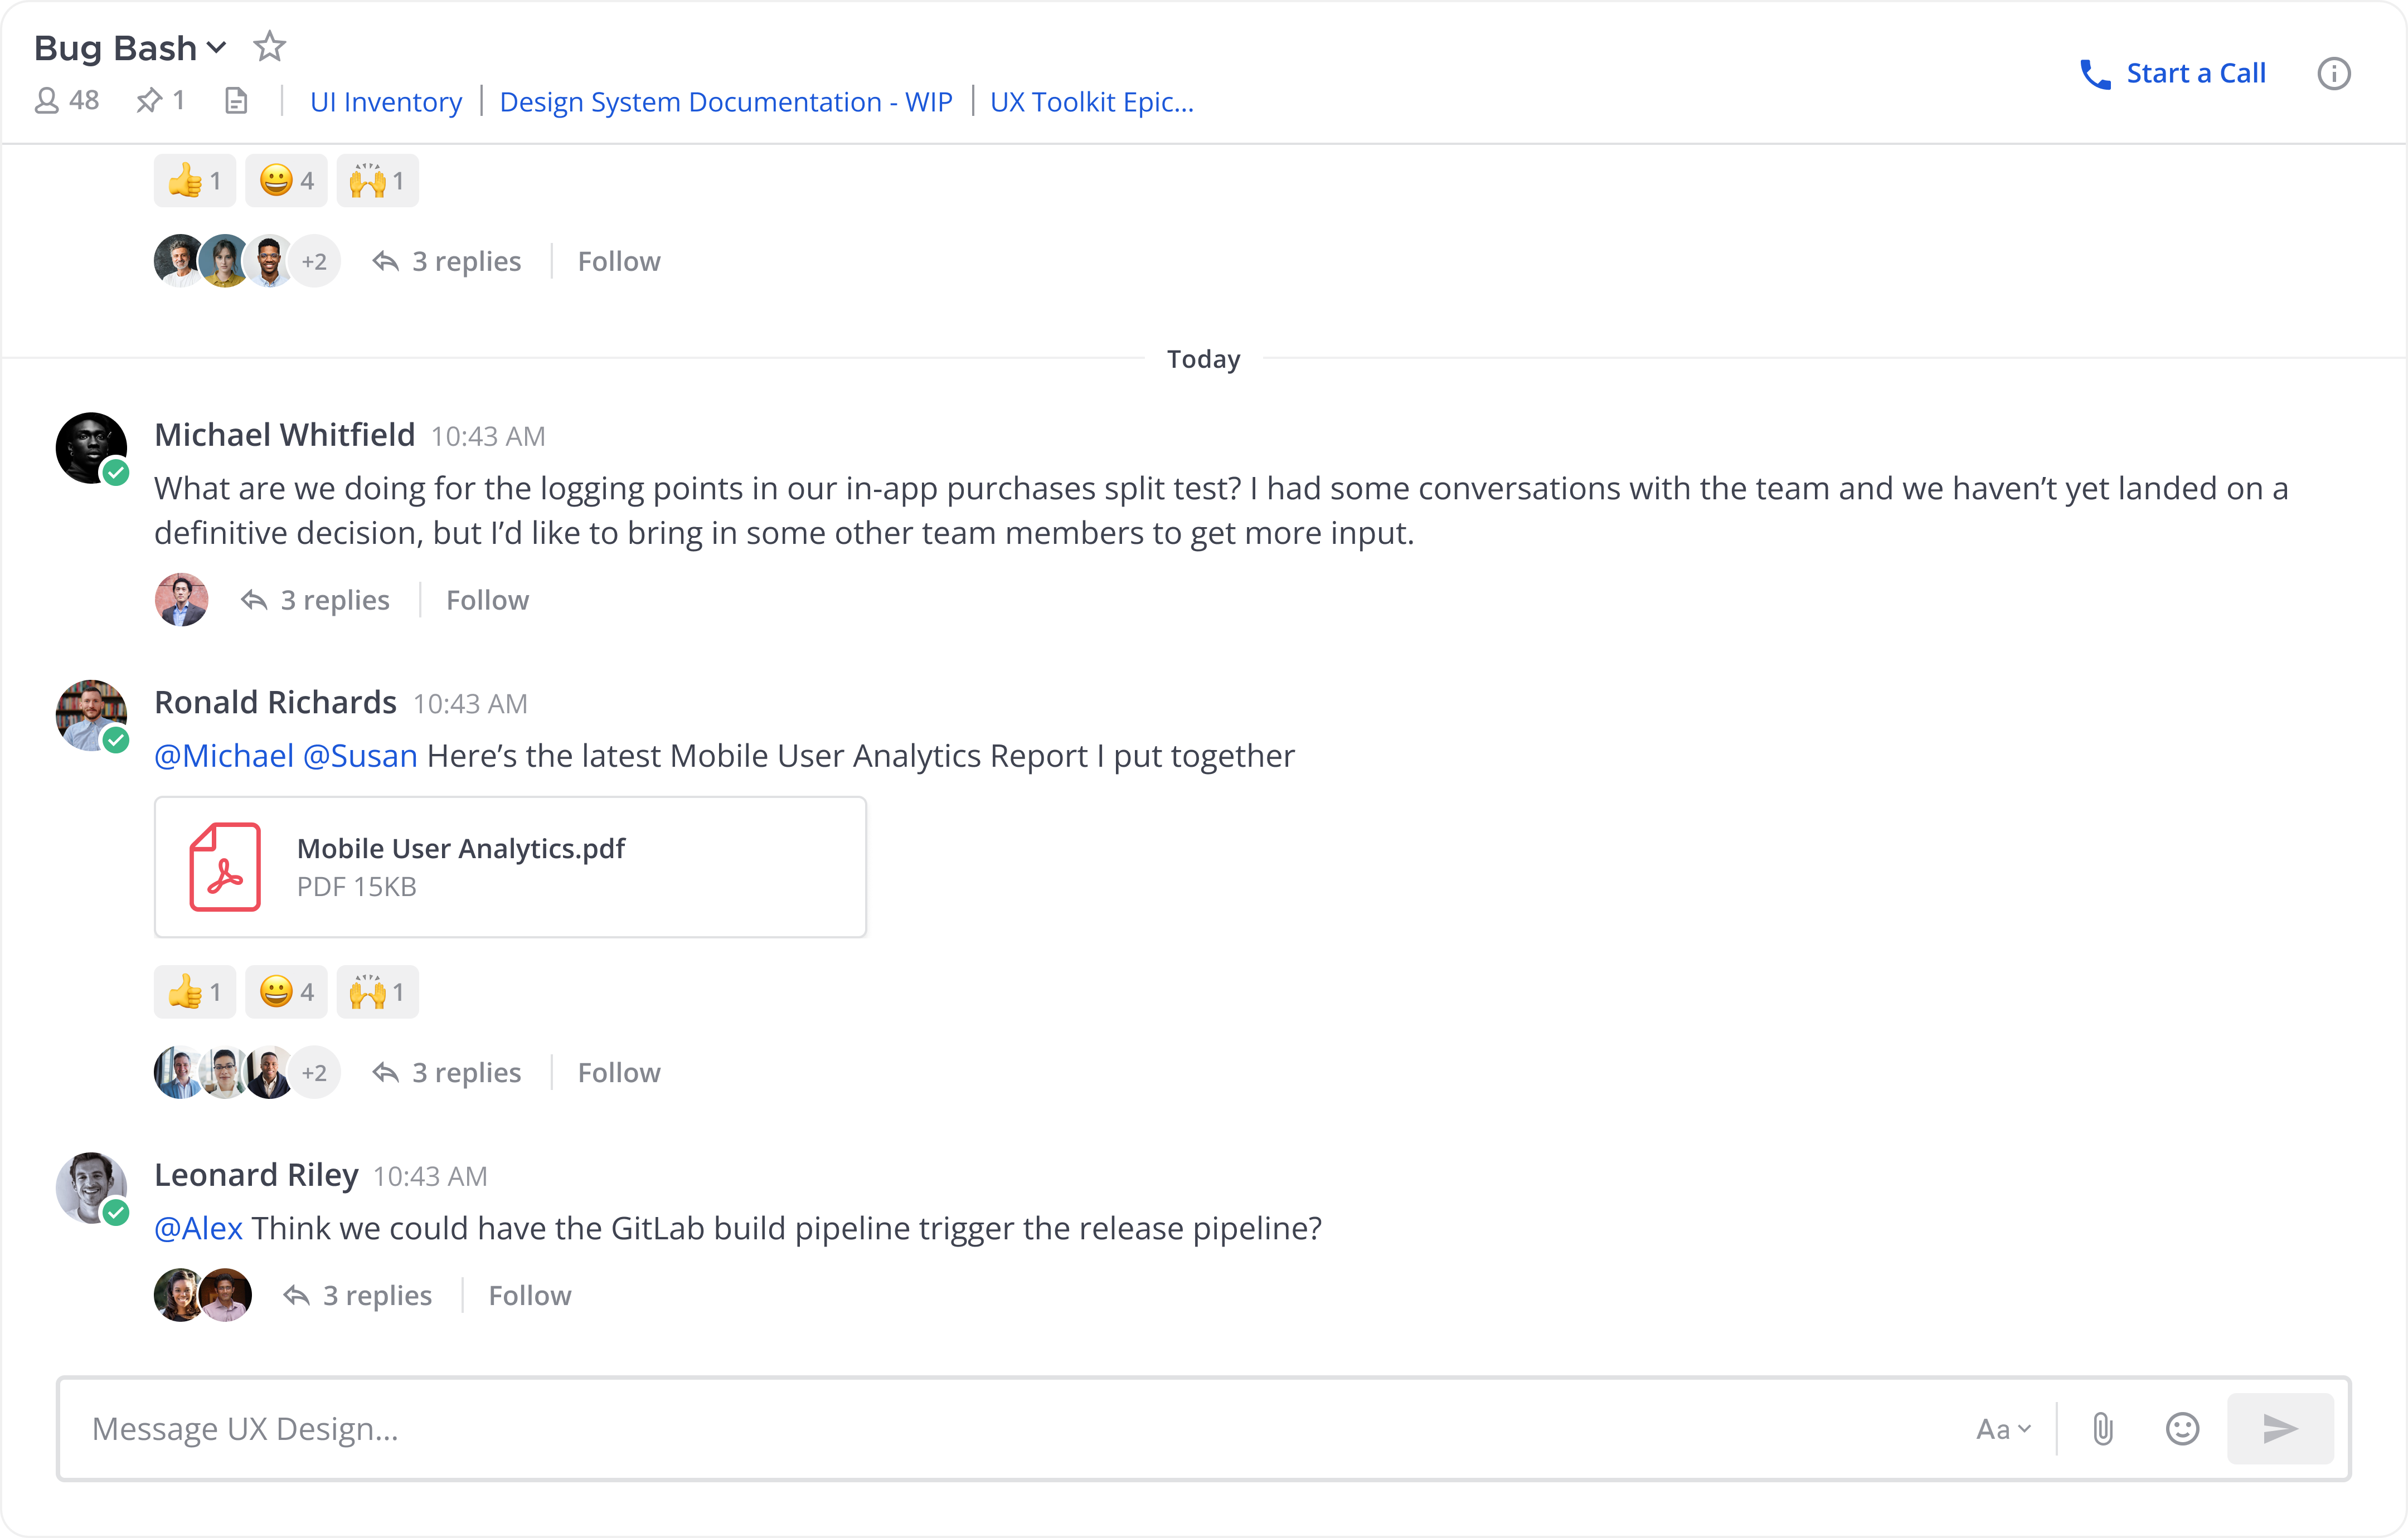 Bug Bash
48 1 UI Inventory Design System Documentation - WIP UX Toolkit Epic...
Start a Call
1 4 1
+2 3 replies Follow
Today
Michael Whitfield 10:43 AM
What are we doing for the logging points in our in-app purchases split test? I had some conversations with the team and we haven’t yet landed on a
definitive decision, but I’d like to bring in some other team members to get more input.
3 replies Follow
Ronald Richards 10:43 AM
@Michael @Susan Here’s the latest Mobile User Analytics Report I put together
Mobile User Analytics.pdf
PDF 15KB
1 4 1
+2 3 replies Follow
Leonard Riley 10:43 AM
@Alex Think we could have the GitLab build pipeline trigger the release pipeline?
3 replies Follow
Message UX Design... Aa